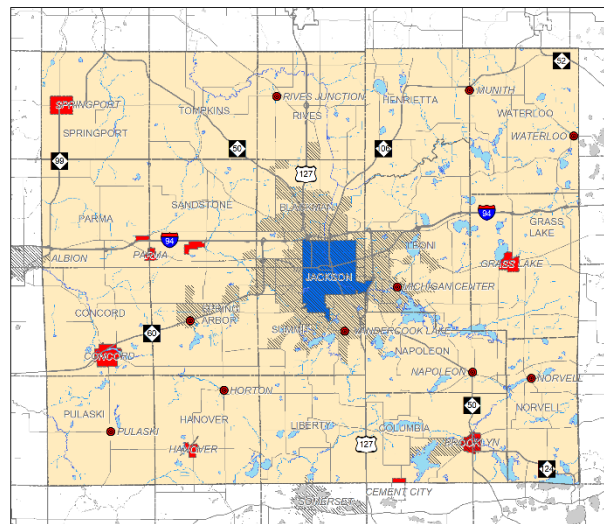 52
MUNITH
RIVES JUNCTION
HENRIETTA
SPRINGPORT
TOMPKINS
RIVES
WATERLOO
SPRINGPORT
WATERLOO
50
106
99
127
SANDSTONE
BLACKMAN
PARMA
94
94
GRASS
LAKE
LEONI
ALBION
PARMA
GRASS LAKE
JACKSON
MICHIGAN CENTER
CONCORD
SPRING
ARBOR
SUMMIT
VANDERCOOK LAKE
60
CONCORD
NAPOLEON
NAPOLEON
NORVELL
HORTON
PULASKI
HANOVER
50
NORVELL
LIBERTY
COLUMBIA
PULASKI
HANOVER
127
BROOKLYN
124
CEMENT CITY
SOMERSET